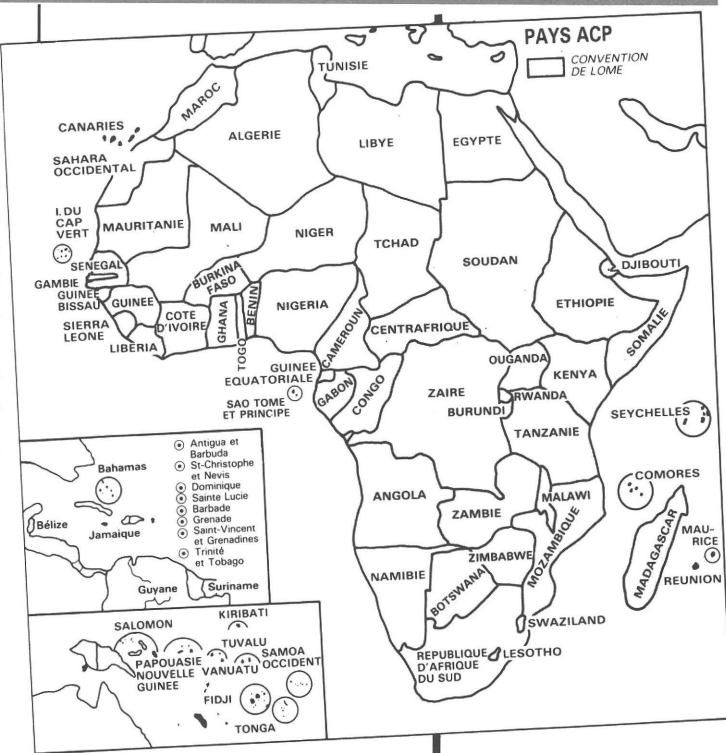 PAYS ACP
CONVENTION
DE LOME
TUNISIE
MAROC
CANARIES
ALGERIE
LIBYE
EGYPTE
SAHARA
OCCIDENTAL
I. DU
CAP
VERT
MAURITANIE
MALI
NIGER
TCHAD
SOUDAN
SENEGAL
GAMBIE
GUINEE
BISSAU
GUINEE
BURKINA
FASO
DJIBOUTI
SIERRA
LEONE
COTE
D'IVOIRE
GHANA
BENIN
NIGERIA
CAMEROUN
CENTRAFRIQUE
ETHIOPIE
SOMALIE
LIBERIA
TOGO
GUINEE
EQUATORIALE
SAO TOME
ET PRINCIPE
GABON
CONGO
ZAIRE
OUGANDA
KENYA
RWANDA
BURUNDI
TANZANIE
SEYCHELLES
COMORES
ANGOLA
ZAMBIE
MALAWI
MOZAMBIQUE
MADAGASCAR
MAU-
RICE
REUNION
NAMIBIE
BOTSWANA
ZIMBABWE
SWAZILAND
LESOTHO
REPUBLIQUE
D'AFRIQUE
DU SUD
Bahamas
Antigua et
Barbuda
St-Christophe
et Nevis
Dominique
Sainte Lucie
Barbade
Grenade
Saint-Vincent
et Grenadines
Trinité
et Tobago
Bélize
Jamaique
Guyane
Suriname
KIRIBATI
SALOMON
TUVALU
PAPOUASIE
NOUVELLE
GUINEE
VANUATU
SAMOA
OCCIDENT
FIDJI
TONGA